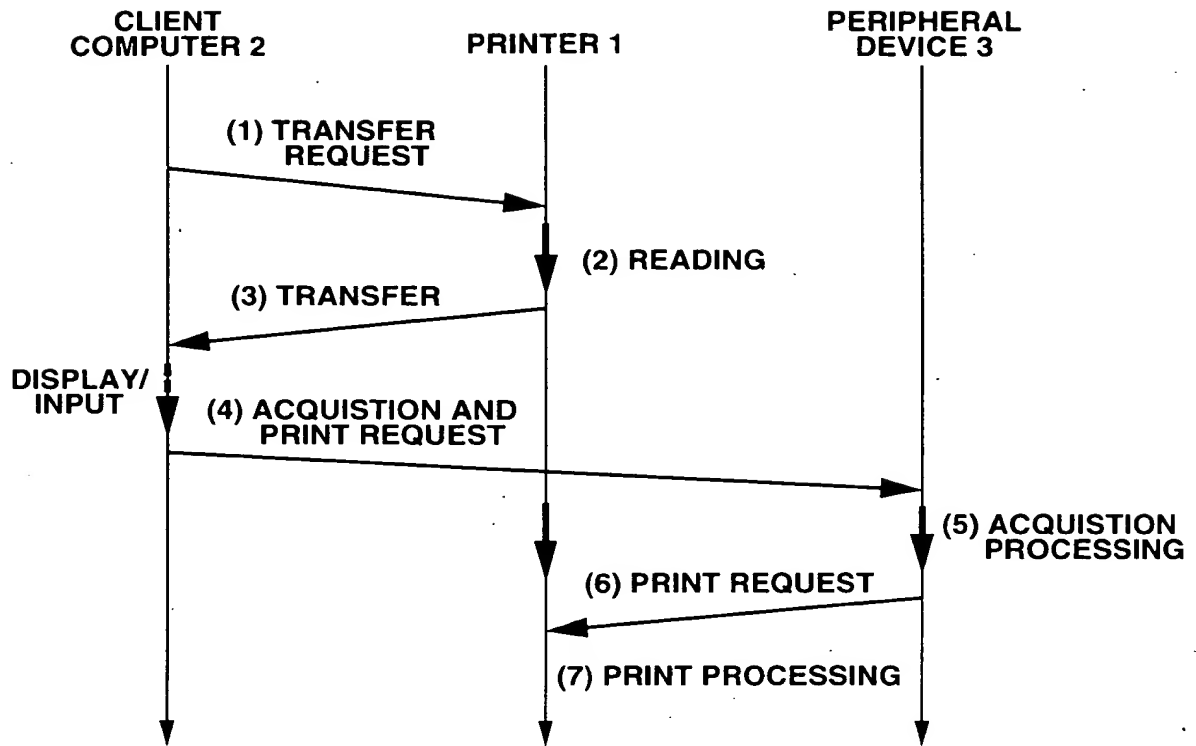 CLIENT
COMPUTER 2
PRINTER 1
PERIPHERAL
DEVICE 3
(1) TRANSFER
REQUEST
(2) READING
(3) TRANSFER
DISPLAY/
INPUT
(4) ACQUISTION AND
PRINT REQUEST
(5) ACQUISTION
PROCESSING
(6) PRINT REQUEST
(7) PRINT PROCESSING